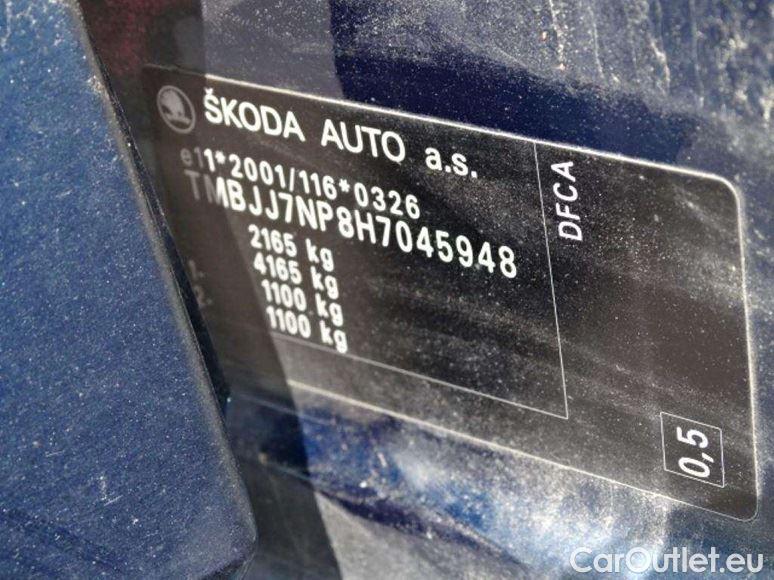 ŠKODA AUTO a.s.
e11*2001/116*0326
TMBJJ7NP8H7045948
2165 kg
1- 4165 kg
2- 1100 kg
1100 kg
DFCA
0,5
CarOutlet.eu